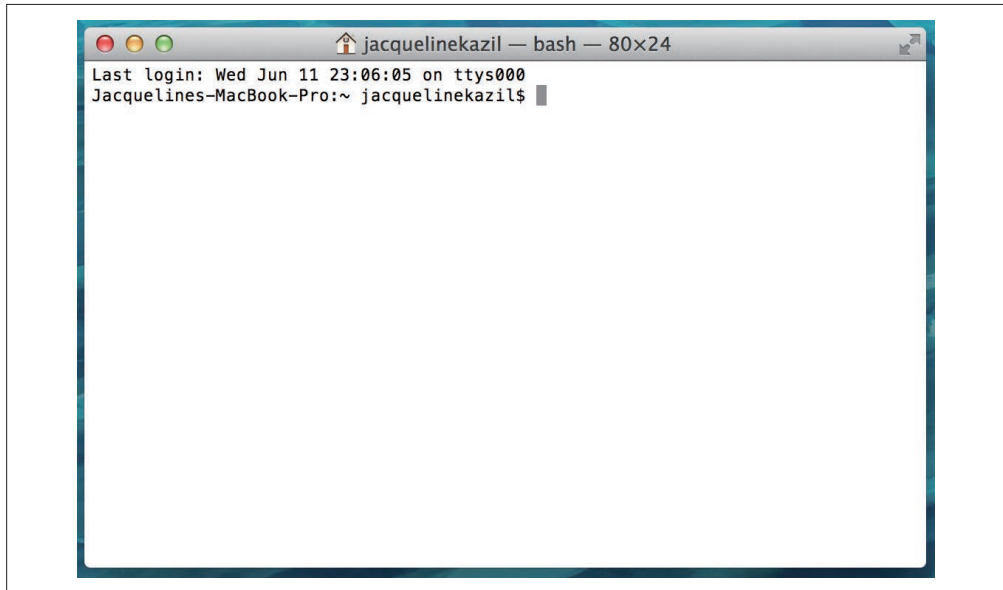 jacquelinekazil — bash — 80×24
Last login: Wed Jun 11 23:06:05 on ttys000
Jacquelines-MacBook-Pro:~ jacquelinekazil$